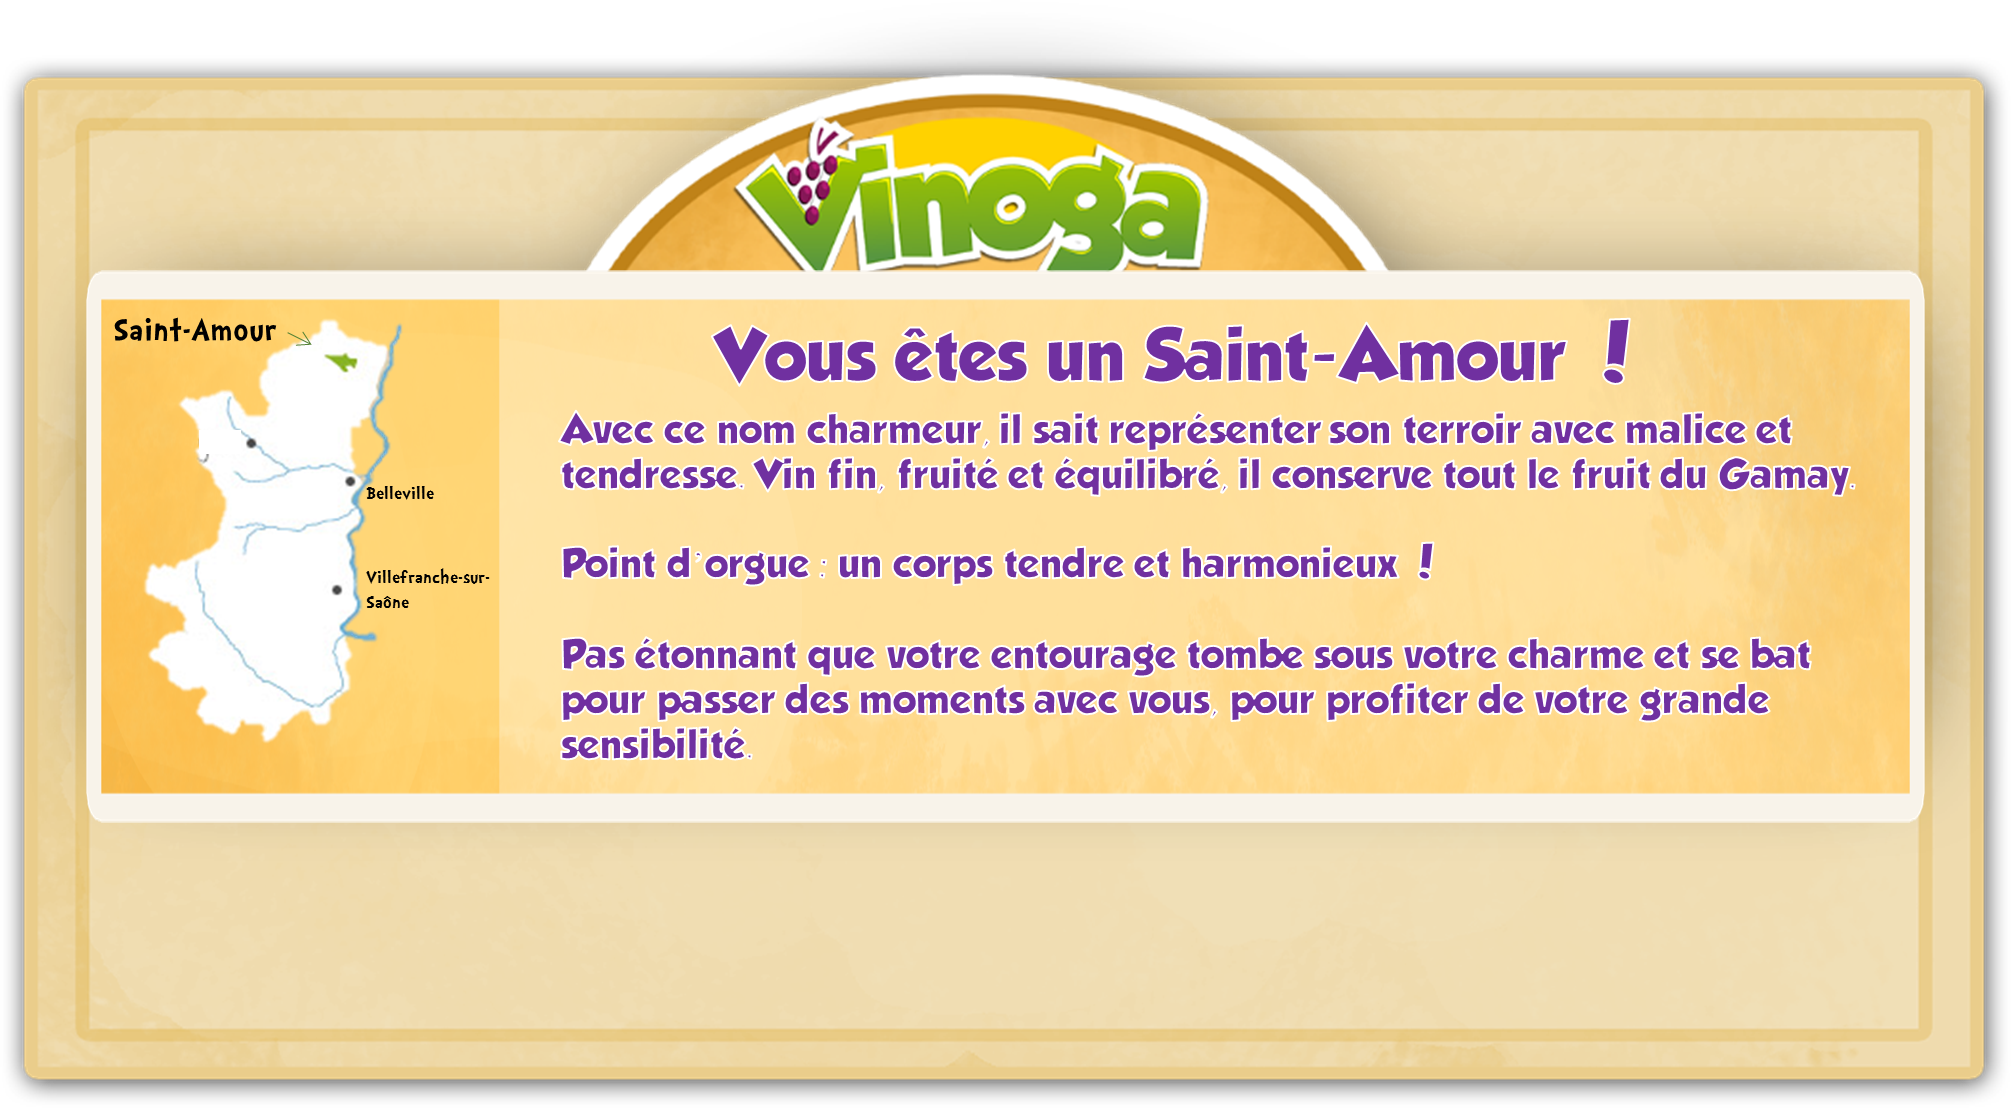 Vinoga
Saint-Amour
Belleville
Villefranche-sur-
Saône
Vous êtes un Saint-Amour !
Avec ce nom charmeur, il sait représenter son terroir avec malice et
tendresse. Vin fin, fruité et équilibré, il conserve tout le fruit du Gamay.
Point d'orgue : un corps tendre et harmonieux !
Pas étonnant que votre entourage tombe sous votre charme et se bat
pour passer des moments avec vous, pour profiter de votre grande
sensibilité.